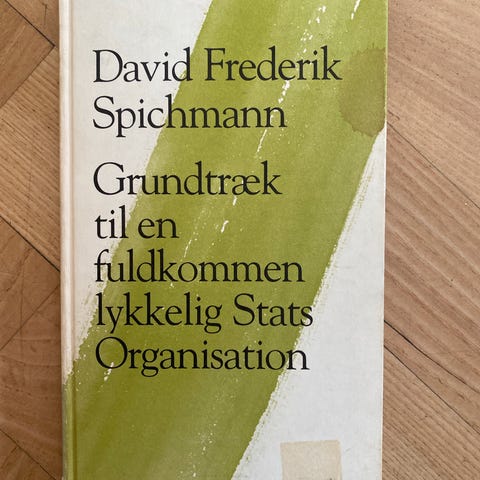 David Frederik
Spichmann
Grundtræk
til en
fuldkommen
lykkelig Stats
Organisation